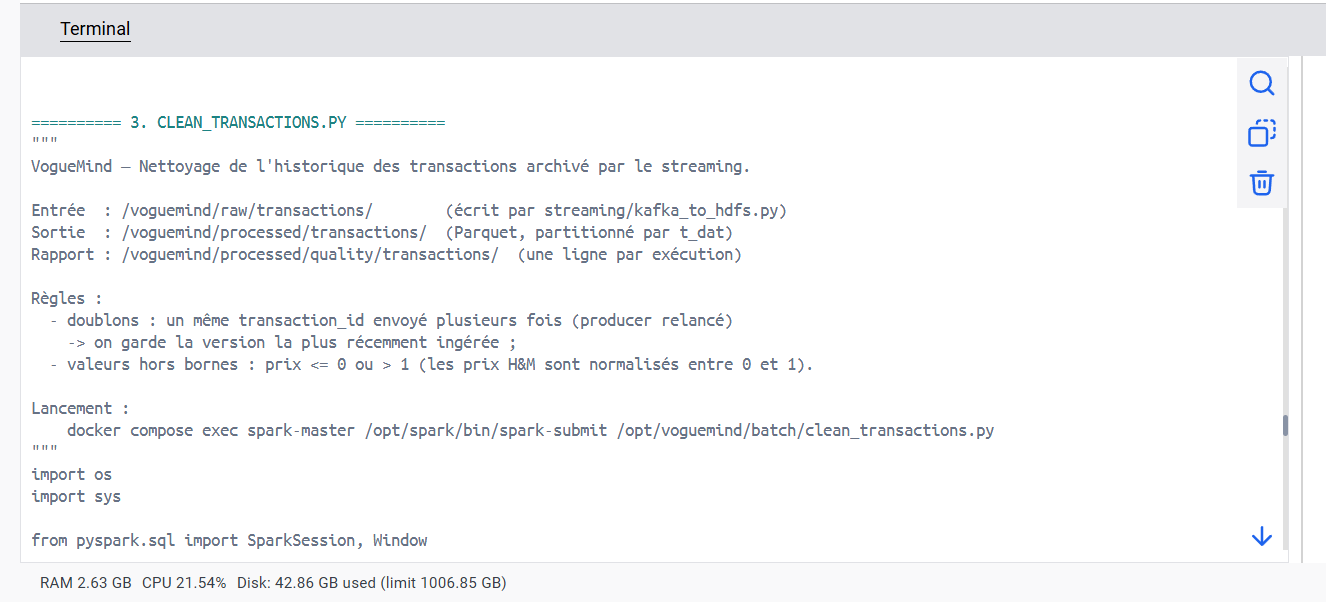 Terminal
========== 3. CLEAN_TRANSACTIONS.PY ==========
"""
VogueMind — Nettoyage de l'historique des transactions archivé par le streaming.
Entrée  : /voguemind/raw/transactions/        (écrit par streaming/kafka_to_hdfs.py)
Sortie  : /voguemind/processed/transactions/  (Parquet, partitionné par t_dat)
Rapport : /voguemind/processed/quality/transactions/  (une ligne par exécution)
Règles :
  - doublons : un même transaction_id envoyé plusieurs fois (producer relancé)
    -> on garde la version la plus récemment ingérée ;
  - valeurs hors bornes : prix <= 0 ou > 1 (les prix H&M sont normalisés entre 0 et 1).
Lancement :
    docker compose exec spark-master /opt/spark/bin/spark-submit /opt/voguemind/batch/clean_transactions.py
"""
import os
import sys
from pyspark.sql import SparkSession, Window
RAM 2.63 GB  CPU 21.54%  Disk: 42.86 GB used (limit 1006.85 GB)